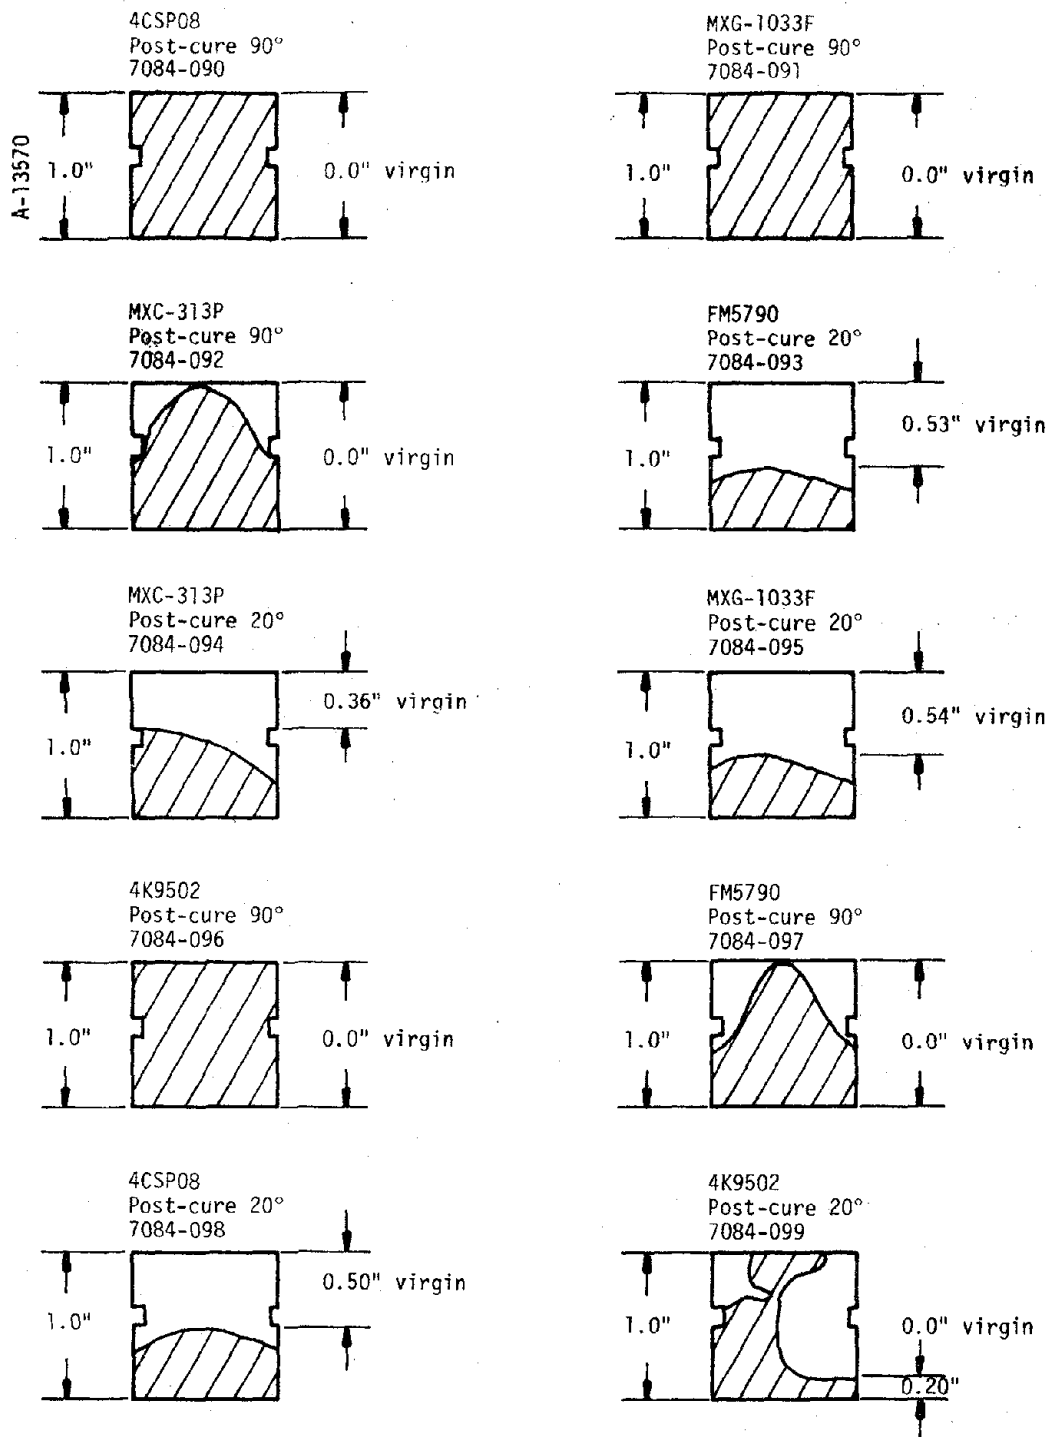 A-13570
4CSP08
Post-cure 90°
7084-090
1.0"
0.0" virgin
MXG-1033F
Post-cure 90°
7084-091
1.0"
0.0" virgin
MXC-313P
Post-cure 90°
7084-092
1.0"
0.0" virgin
FM5790
Post-cure 20°
7084-093
1.0"
0.53" virgin
MXC-313P
Post-cure 20°
7084-094
1.0"
0.36" virgin
MXG-1033F
Post-cure 20°
7084-095
1.0"
0.54" virgin
4K9502
Post-cure 90°
7084-096
1.0"
0.0" virgin
FM5790
Post-cure 90°
7084-097
1.0"
0.0" virgin
4CSP08
Post-cure 20°
7084-098
1.0"
0.50" virgin
4K9502
Post-cure 20°
7084-099
1.0"
0.0" virgin
0.20"